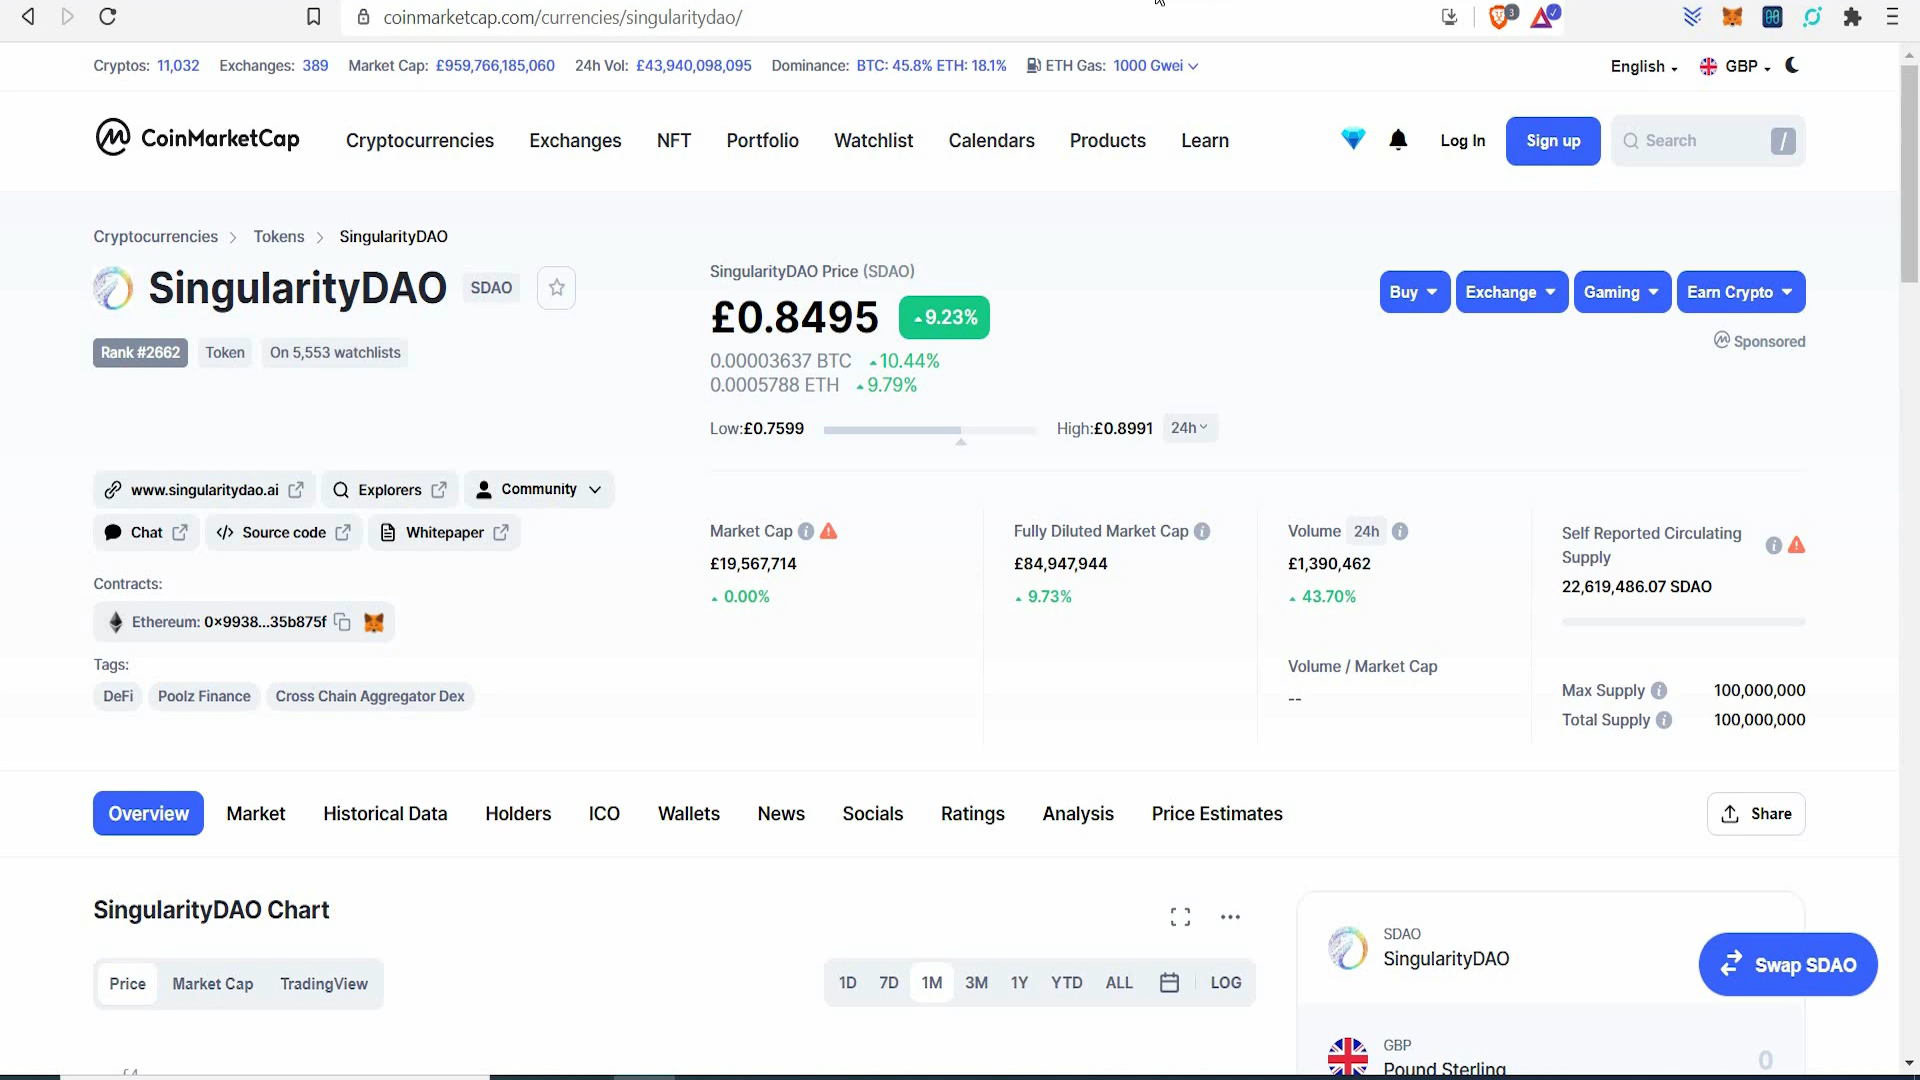 coinmarketcap.com/currencies/singularitydao/
3
Cryptos: 11,032 Exchanges: 389 Market Cap: £959,766,185,060 24h Vol: £43,940,098,095 Dominance: BTC: 45.8% ETH: 18.1% ETH Gas: 1000 Gwei
English GBP
CoinMarketCap
Cryptocurrencies Exchanges NFT Portfolio Watchlist Calendars Products Learn
Log In Sign up Search /
Cryptocurrencies > Tokens > SingularityDAO
SingularityDAO SDAO
Rank #2662 Token On 5,553 watchlists
SingularityDAO Price (SDAO)
£0.8495 9.23%
0.00003637 BTC 10.44%
0.0005788 ETH 9.79%
Low:£0.7599 High:£0.8991 24h
Buy Exchange Gaming Earn Crypto
Sponsored
www.singularitydao.ai Explorers Community
Chat Source code Whitepaper
Contracts:
Ethereum: 0x9938...35b875f
Tags:
DeFi Poolz Finance Cross Chain Aggregator Dex
Market Cap
£19,567,714
0.00%
Fully Diluted Market Cap
£84,947,944
9.73%
Volume 24h
£1,390,462
43.70%
Volume / Market Cap
--
Self Reported Circulating
Supply
22,619,486.07 SDAO
Max Supply 100,000,000
Total Supply 100,000,000
Overview Market Historical Data Holders ICO Wallets News Socials Ratings Analysis Price Estimates
Share
SingularityDAO Chart
Price Market Cap TradingView
1D 7D 1M 3M 1Y YTD ALL LOG
SDAO
SingularityDAO
Swap SDAO
GBP
Pound Sterling
0